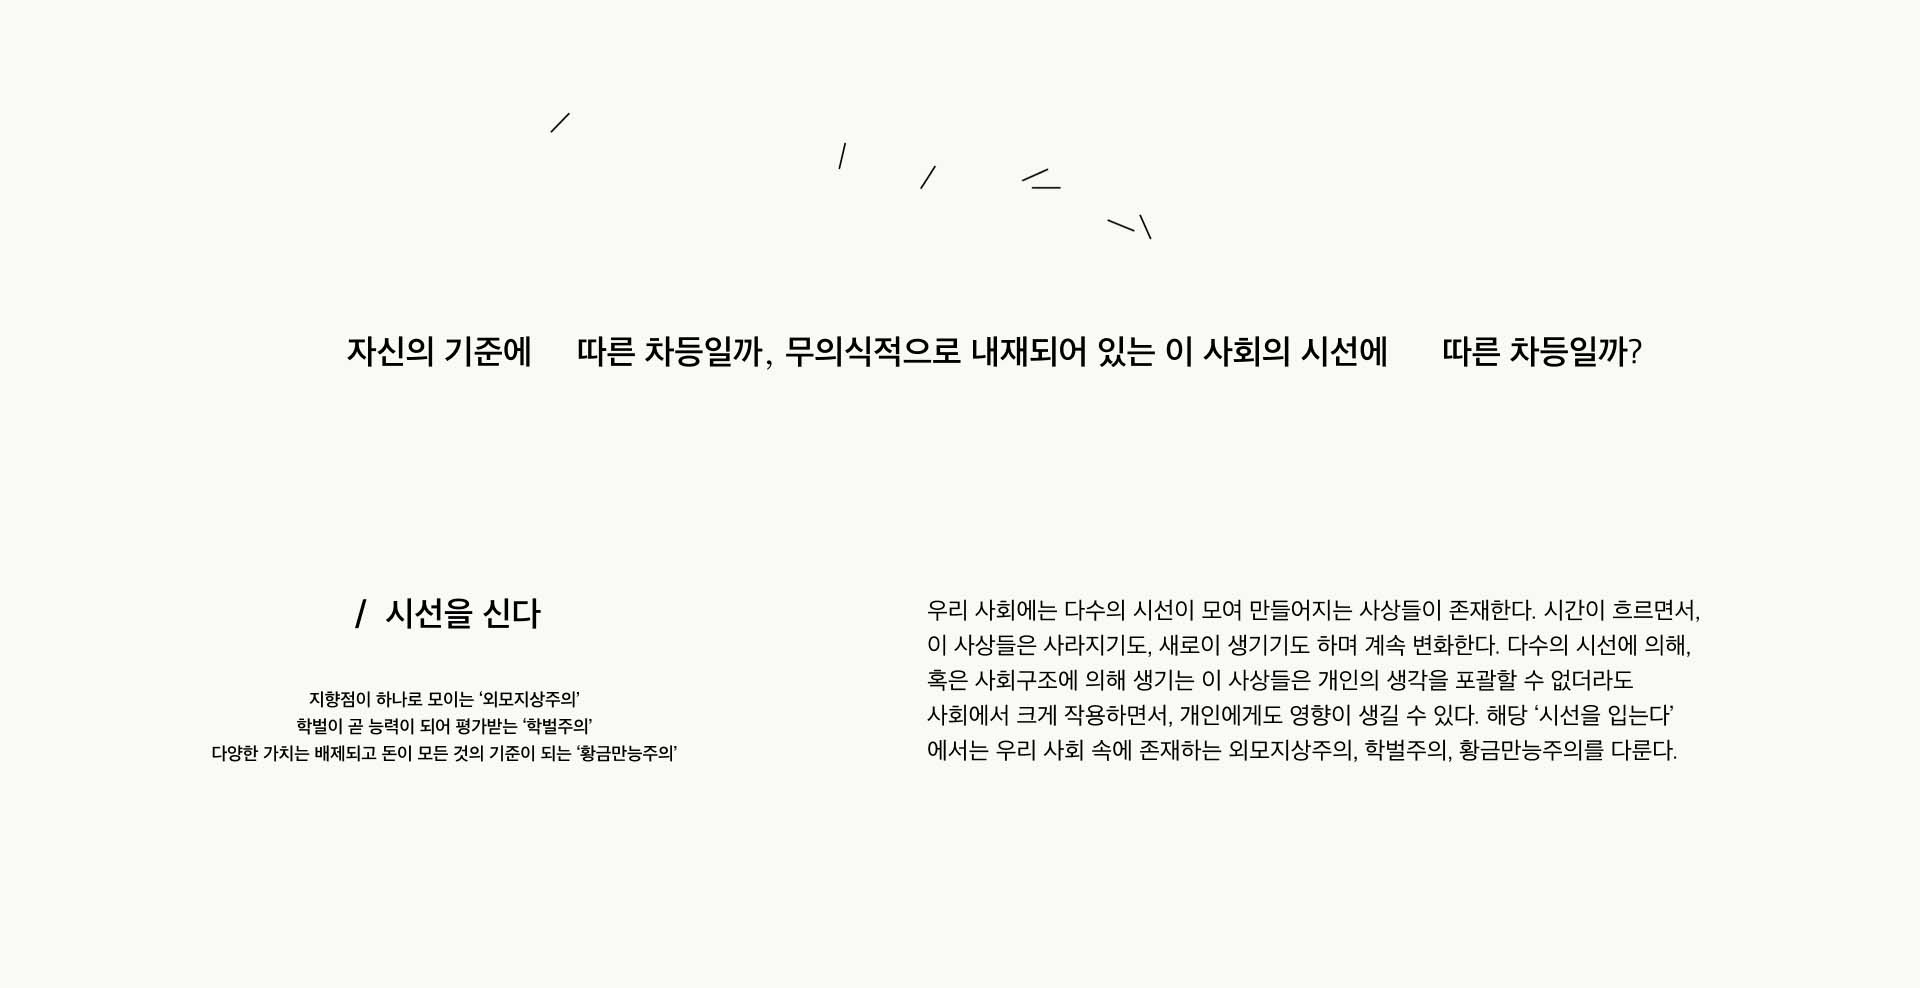 자신의 기준에 따른 차등일까, 무의식적으로 내재되어 있는 이 사회의 시선에 따른 차등일까?
/ 시선을 신다
지향점이 하나로 모이는 ‘외모지상주의’
학벌이 곧 능력이 되어 평가받는 ‘학벌주의’
다양한 가치는 배제되고 돈이 모든 것의 기준이 되는 ‘황금만능주의’
우리 사회에는 다수의 시선이 모여 만들어지는 사상들이 존재한다. 시간이 흐르면서,
이 사상들은 사라지기도, 새로이 생기기도 하며 계속 변화한다. 다수의 시선에 의해,
혹은 사회구조에 의해 생기는 이 사상들은 개인의 생각을 포괄할 수 없더라도
사회에서 크게 작용하면서, 개인에게도 영향이 생길 수 있다. 해당 ‘시선을 입는다’
에서는 우리 사회 속에 존재하는 외모지상주의, 학벌주의, 황금만능주의를 다룬다.